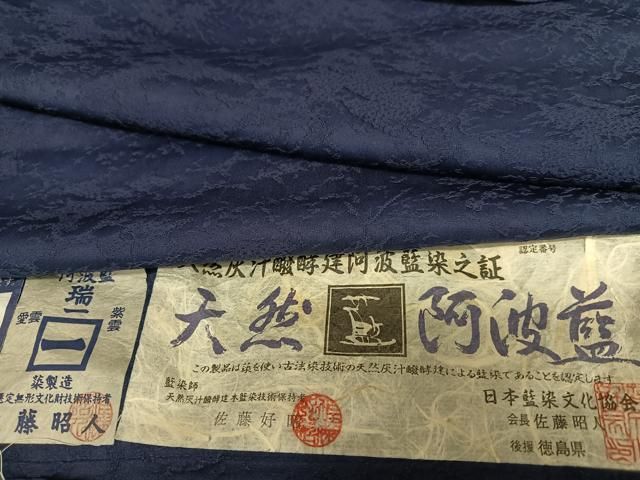 阿波藍
瑞一
愛雲
紫雲
染製造
定無形文化財技術保持者
藤昭人
然灰汁醗酵建阿波藍染之証
認定番号
天然
阿波藍
この製品は蒅を使い古法染技術の天然灰汁醗酵建による藍染であることを認定します
藍染師
天然灰汁醗酵建本藍染技術保持者
佐藤好昭
日本藍染文化協会
会長 佐藤昭人
後援 徳島県